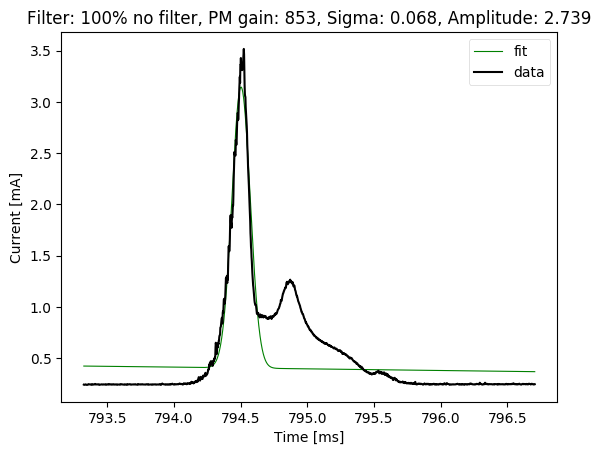 Filter: 100% no filter, PM gain: 853, Sigma: 0.068, Amplitude: 2.739
fit
data
3.5
3.0
2.5
2.0
1.5
1.0
0.5
Current [mA]
793.5 794.0 794.5 795.0 795.5 796.0 796.5
Time [ms]